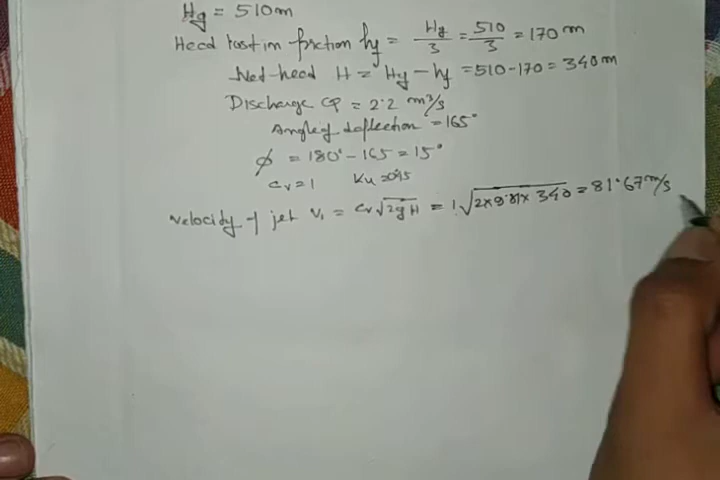 Hg = 510m
Head lost in friction hf = Hg/3 = 510/3 = 170 m
Net-head H = Hg - hf = 510-170 = 340m
Discharge Q = 2.2 m³/s
Angle of deflection = 165°
ϕ = 180° - 165 = 15°
Cv = 1 Ku = 0.45
Velocity of jet V₁ = Cv√2gH = 1√2×9.81×340 = 81.67 m/s